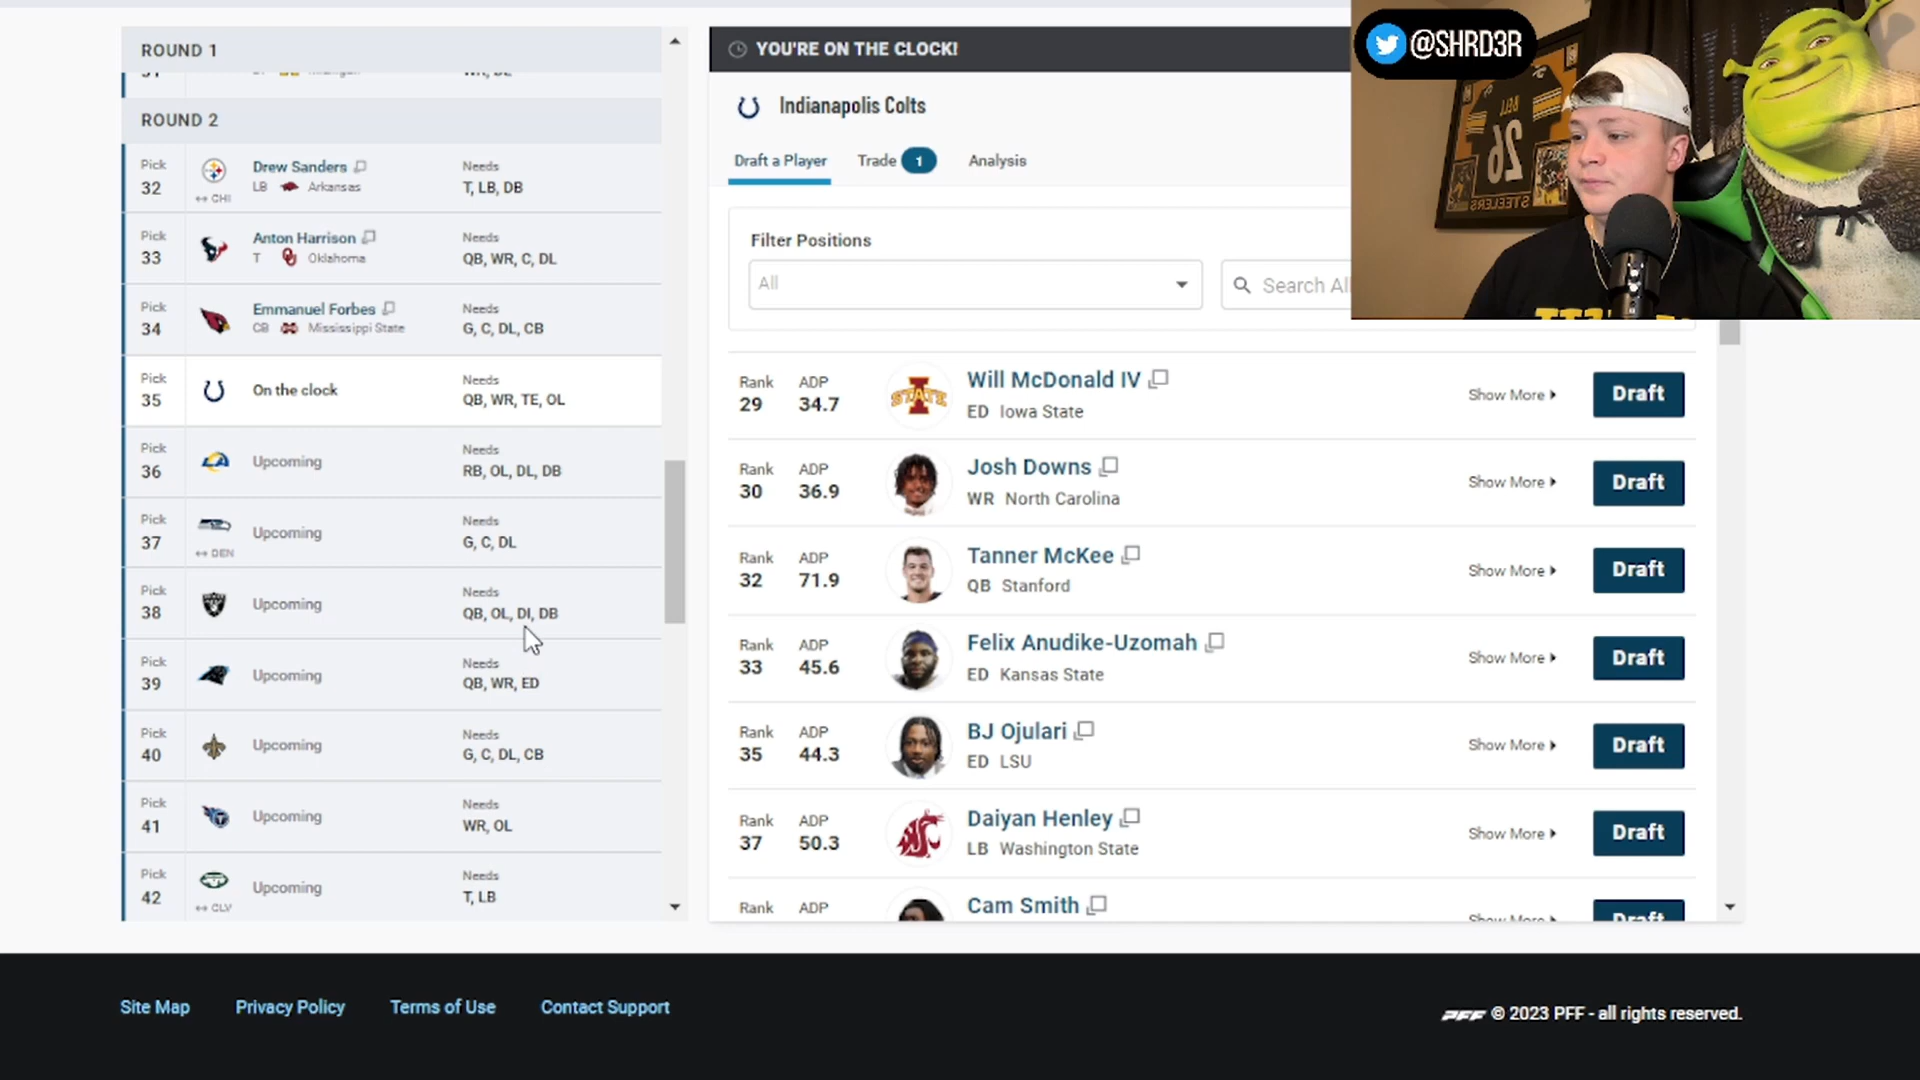 ROUND 1
ROUND 2
Pick
32
CHI
Drew Sanders
LB Arkansas
Needs
T, LB, DB
Pick
33
Anton Harrison
T Oklahoma
Needs
QB, WR, C, DL
Pick
34
Emmanuel Forbes
CB Mississippi State
Needs
G, C, DL, CB
Pick
35
On the clock
Needs
QB, WR, TE, OL
Pick
36
Upcoming
Needs
RB, OL, DL, DB
Pick
37
DEN
Upcoming
Needs
G, C, DL
Pick
38
Upcoming
Needs
QB, OL, DI, DB
Pick
39
Upcoming
Needs
QB, WR, ED
Pick
40
Upcoming
Needs
G, C, DL, CB
Pick
41
Upcoming
Needs
WR, OL
Pick
42
CLV
Upcoming
Needs
T, LB
YOU'RE ON THE CLOCK!
Indianapolis Colts
Draft a Player
Trade 1
Analysis
Filter Positions
All
Search All
Rank ADP
29 34.7
STATE
Will McDonald IV
ED Iowa State
Show More
Draft
Rank ADP
30 36.9
Josh Downs
WR North Carolina
Show More
Draft
Rank ADP
32 71.9
Tanner McKee
QB Stanford
Show More
Draft
Rank ADP
33 45.6
Felix Anudike-Uzomah
ED Kansas State
Show More
Draft
Rank ADP
35 44.3
BJ Ojulari
ED LSU
Show More
Draft
Rank ADP
37 50.3
Daiyan Henley
LB Washington State
Show More
Draft
Rank ADP
Cam Smith
Show More
Draft
@SHRD3R
BELL
26
STEELERS
Site Map
Privacy Policy
Terms of Use
Contact Support
PFF © 2023 PFF - all rights reserved.